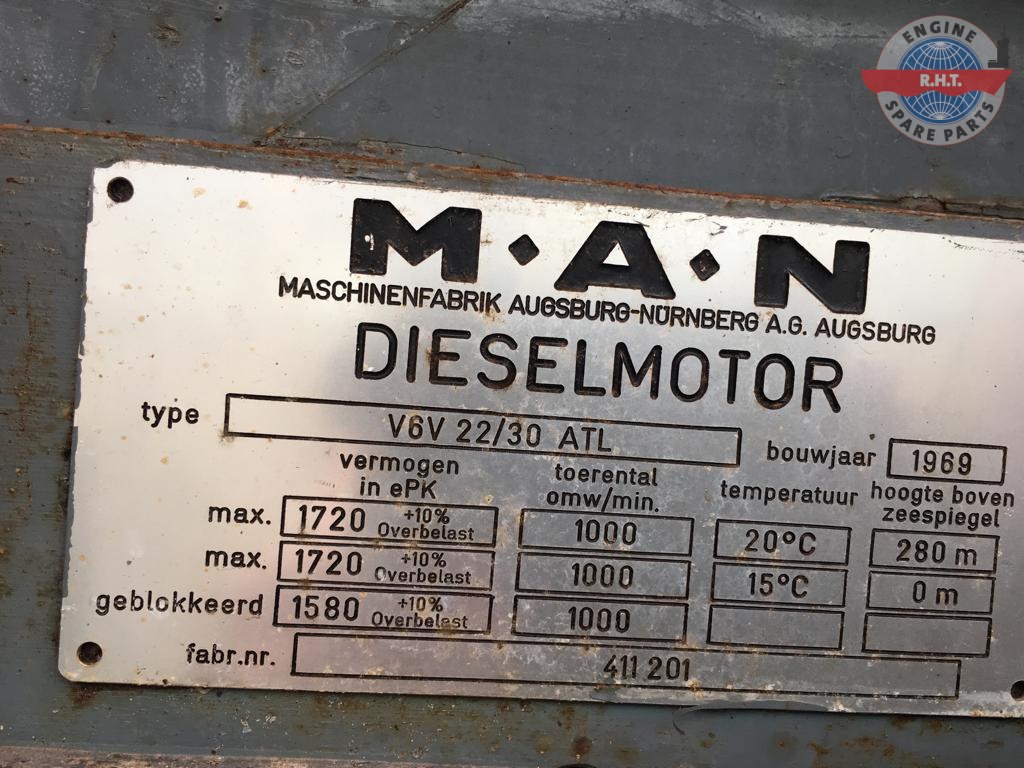 ENGINE
R.H.T.
SPARE PARTS
M·A·N
MASCHINENFABRIK AUGSBURG-NÜRNBERG A.G. AUGSBURG
DIESELMOTOR
type V6V 22/30 ATL bouwjaar 1969
vermogen in ePK toerental omw/min. temperatuur hoogte boven zeespiegel
max. 1720 +10% Overbelast 1000 20°C 280 m
max. 1720 +10% Overbelast 1000 15°C 0 m
geblokkeerd 1580 +10% Overbelast 1000
fabr.nr. 411 201